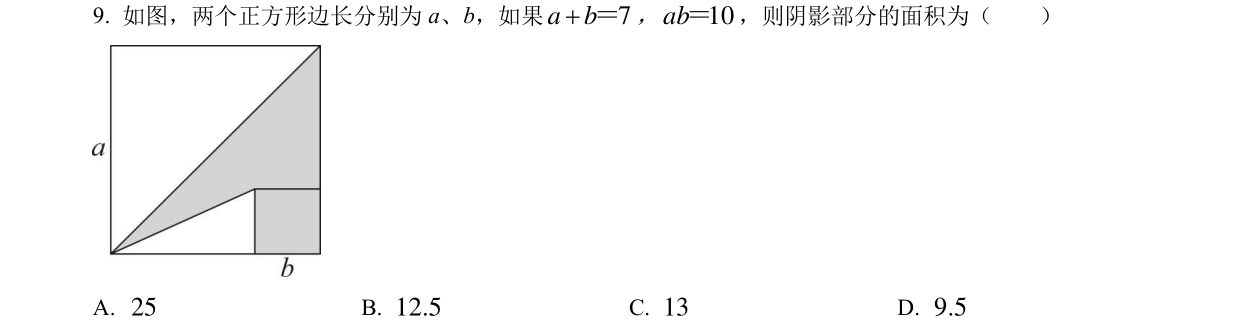 9. 如图，两个正方形边长分别为 a、b，如果 a+b=7，ab=10，则阴影部分的面积为（　　）
a
b
A. 25 B. 12.5 C. 13 D. 9.5